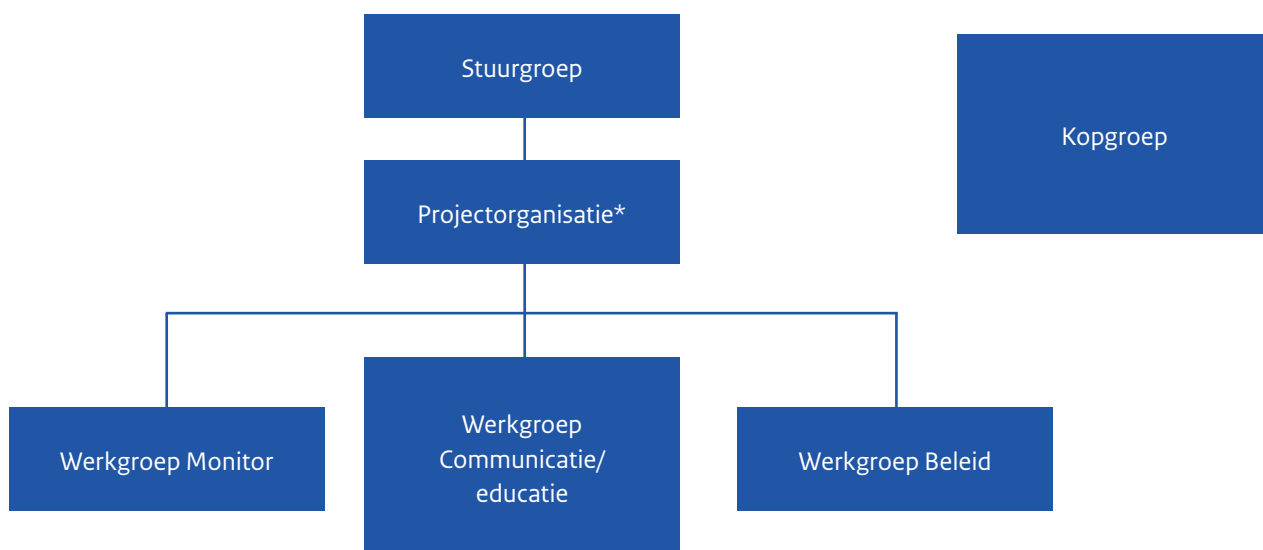 Stuurgroep
Kopgroep
Projectorganisatie*
Werkgroep Monitor
Werkgroep
Communicatie/
educatie
Werkgroep Beleid